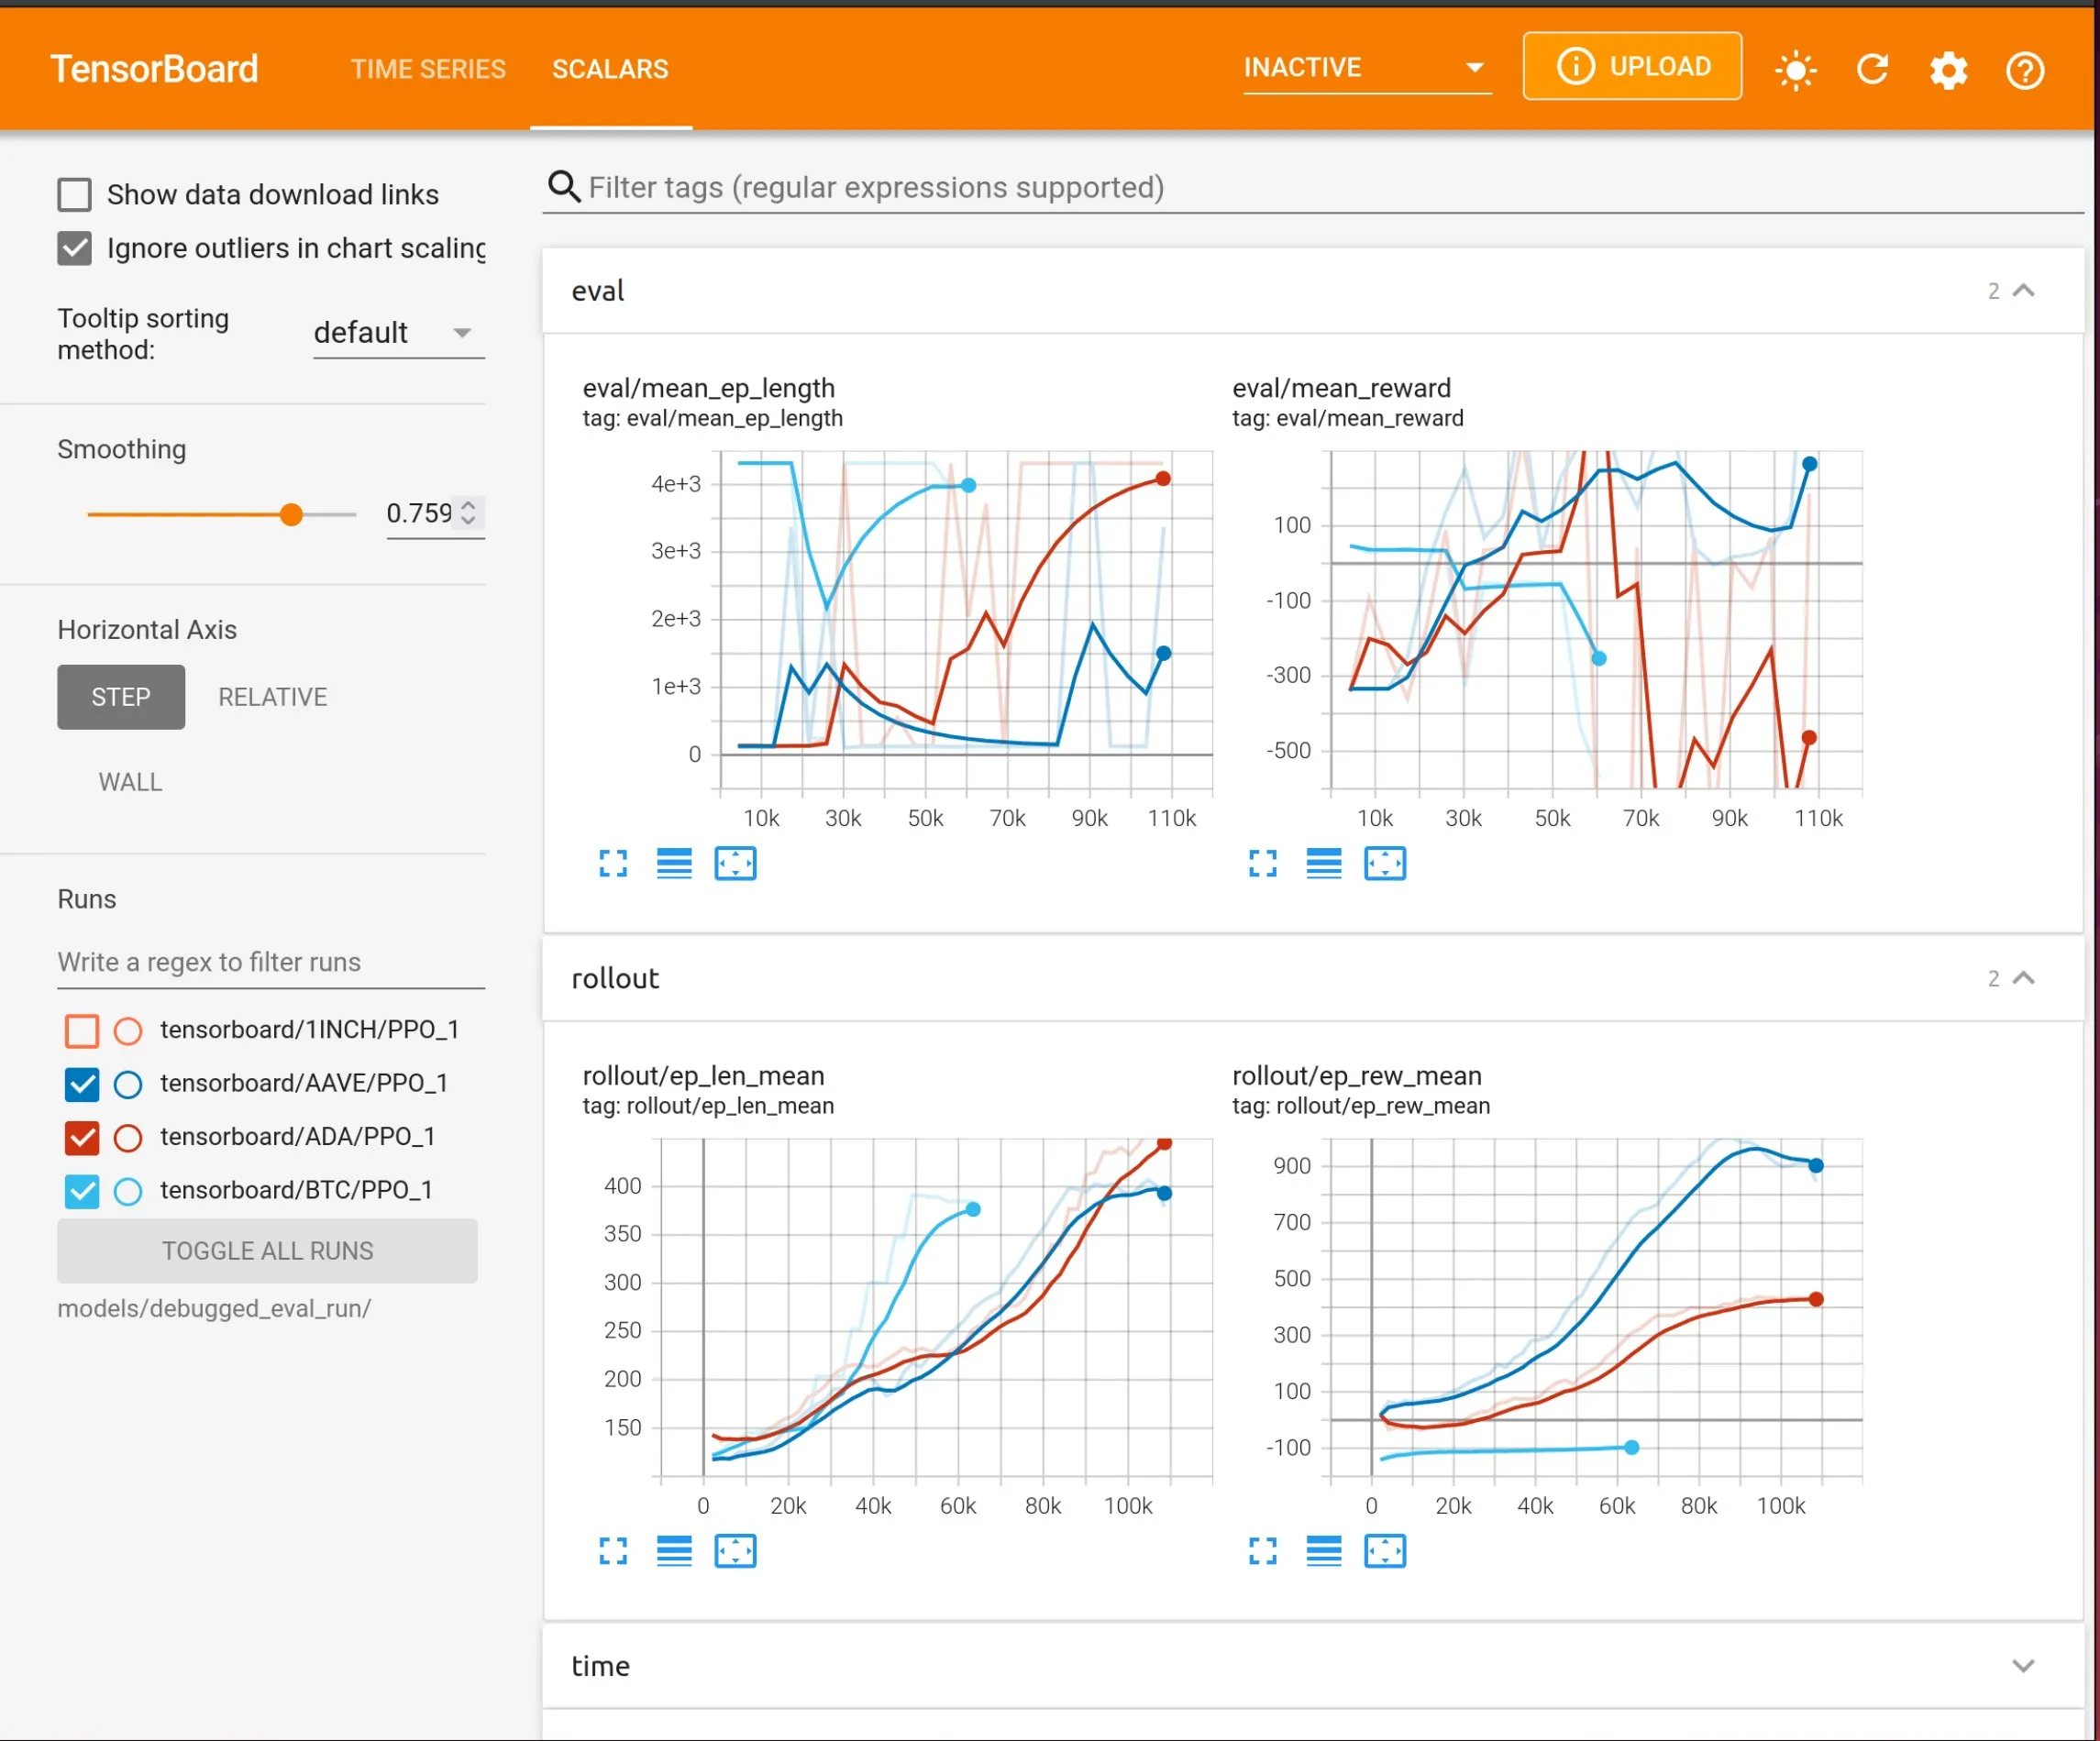 TensorBoard
TIME SERIES
SCALARS
INACTIVE
UPLOAD
Show data download links
Ignore outliers in chart scaling
Tooltip sorting
method:
default
Smoothing
0.759
Horizontal Axis
STEP
RELATIVE
WALL
Runs
Write a regex to filter runs
tensorboard/1INCH/PPO_1
tensorboard/AAVE/PPO_1
tensorboard/ADA/PPO_1
tensorboard/BTC/PPO_1
TOGGLE ALL RUNS
models/debugged_eval_run/
Filter tags (regular expressions supported)
eval
2
eval/mean_ep_length
tag: eval/mean_ep_length
4e+3
3e+3
2e+3
1e+3
0
10k 30k 50k 70k 90k 110k
eval/mean_reward
tag: eval/mean_reward
100
-100
-300
-500
10k 30k 50k 70k 90k 110k
rollout
2
rollout/ep_len_mean
tag: rollout/ep_len_mean
400
350
300
250
200
150
0 20k 40k 60k 80k 100k
rollout/ep_rew_mean
tag: rollout/ep_rew_mean
900
700
500
300
100
-100
0 20k 40k 60k 80k 100k
time